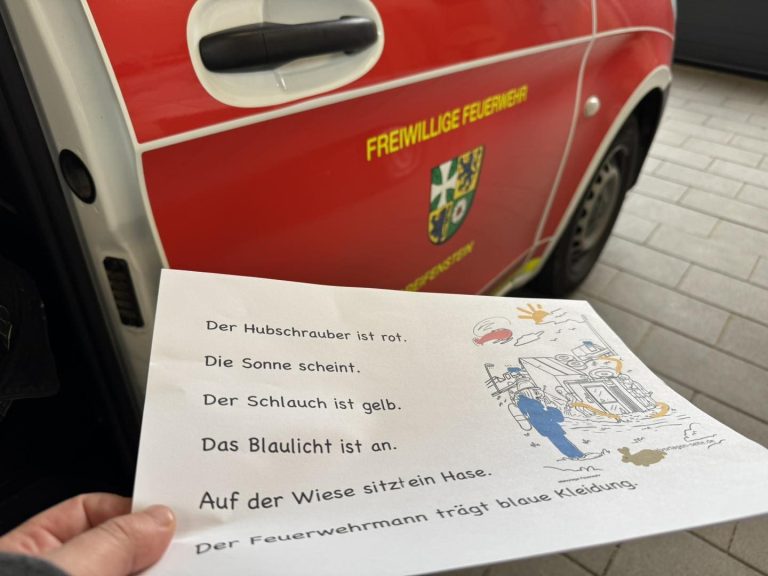 FREIWILLIGE FEUERWEHR
GREIFENSTEIN
Der Hubschrauber ist rot.
Die Sonne scheint.
Der Schlauch ist gelb.
Das Blaulicht ist an.
Auf der Wiese sitzt ein Hase.
Der Feuerwehrmann trägt blaue Kleidung.